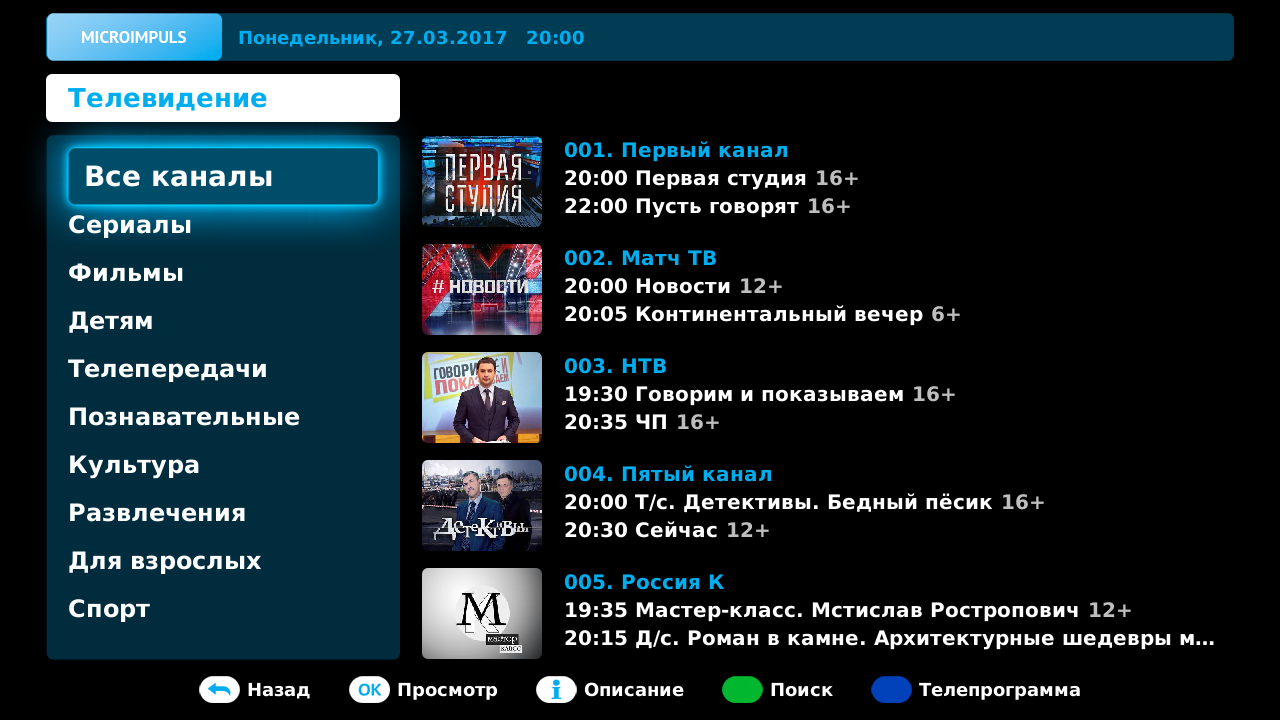 MICROIMPULS
Понедельник, 27.03.2017 20:00
Телевидение
Все каналы
Сериалы
Фильмы
Детям
Телепередачи
Познавательные
Культура
Развлечения
Для взрослых
Спорт
ПЕРВАЯ
СТУДИЯ
001. Первый канал
20:00 Первая студия 16+
22:00 Пусть говорят 16+
# НОВОСТИ
002. Матч ТВ
20:00 Новости 12+
20:05 Континентальный вечер 6+
003. НТВ
19:30 Говорим и показываем 16+
20:35 ЧП 16+
ДЕТЕКТИВЫ
004. Пятый канал
20:00 Т/с. Детективы. Бедный пёсик 16+
20:30 Сейчас 12+
М
мастер
класс
005. Россия К
19:35 Мастер-класс. Мстислав Ростропович 12+
20:15 Д/с. Роман в камне. Архитектурные шедевры м...
Назад
OK Просмотр
i Описание
Поиск
Телепрограмма